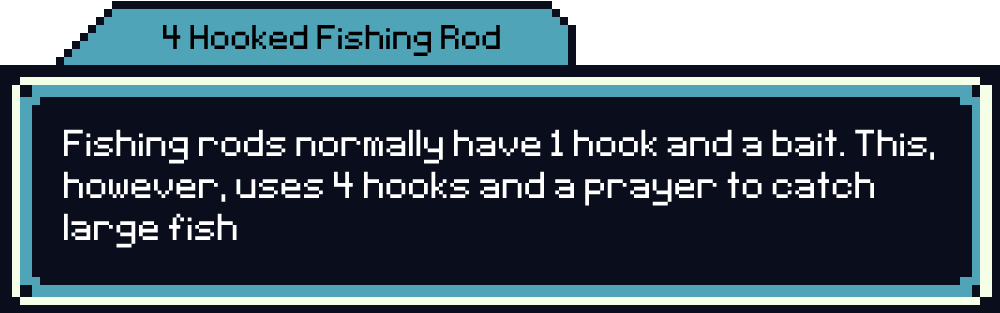 4 Hooked Fishing Rod
Fishing rods normally have 1 hook and a bait. This,
however, uses 4 hooks and a prayer to catch
large fish